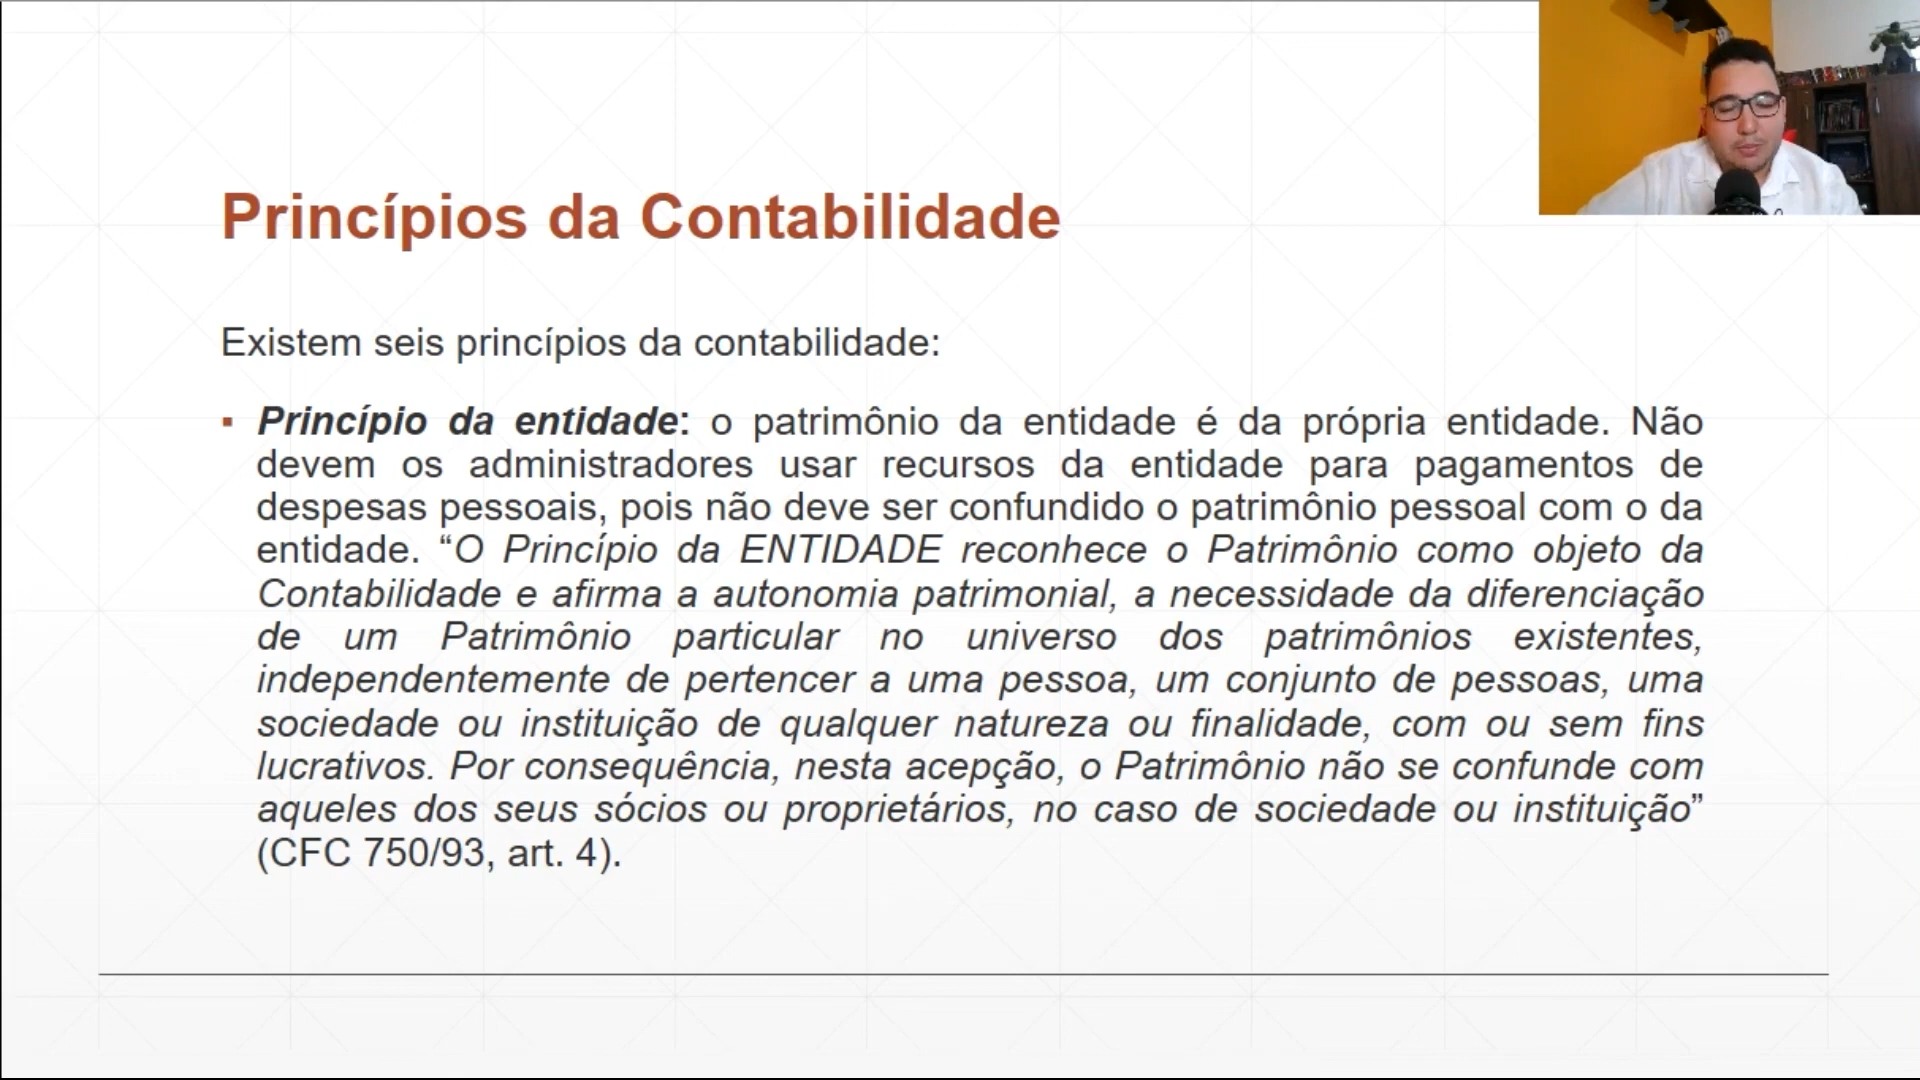 Princípios da Contabilidade
Existem seis princípios da contabilidade:
▪ Princípio da entidade: o patrimônio da entidade é da própria entidade. Não
devem os administradores usar recursos da entidade para pagamentos de
despesas pessoais, pois não deve ser confundido o patrimônio pessoal com o da
entidade. “O Princípio da ENTIDADE reconhece o Patrimônio como objeto da
Contabilidade e afirma a autonomia patrimonial, a necessidade da diferenciação
de um Patrimônio particular no universo dos patrimônios existentes,
independentemente de pertencer a uma pessoa, um conjunto de pessoas, uma
sociedade ou instituição de qualquer natureza ou finalidade, com ou sem fins
lucrativos. Por consequência, nesta acepção, o Patrimônio não se confunde com
aqueles dos seus sócios ou proprietários, no caso de sociedade ou instituição”
(CFC 750/93, art. 4).